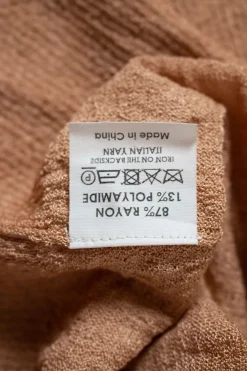 87% RAYON
13% POLYAMIDE
P
ITALIAN YARN
IRON ON THE BACKSIDE
Made in China